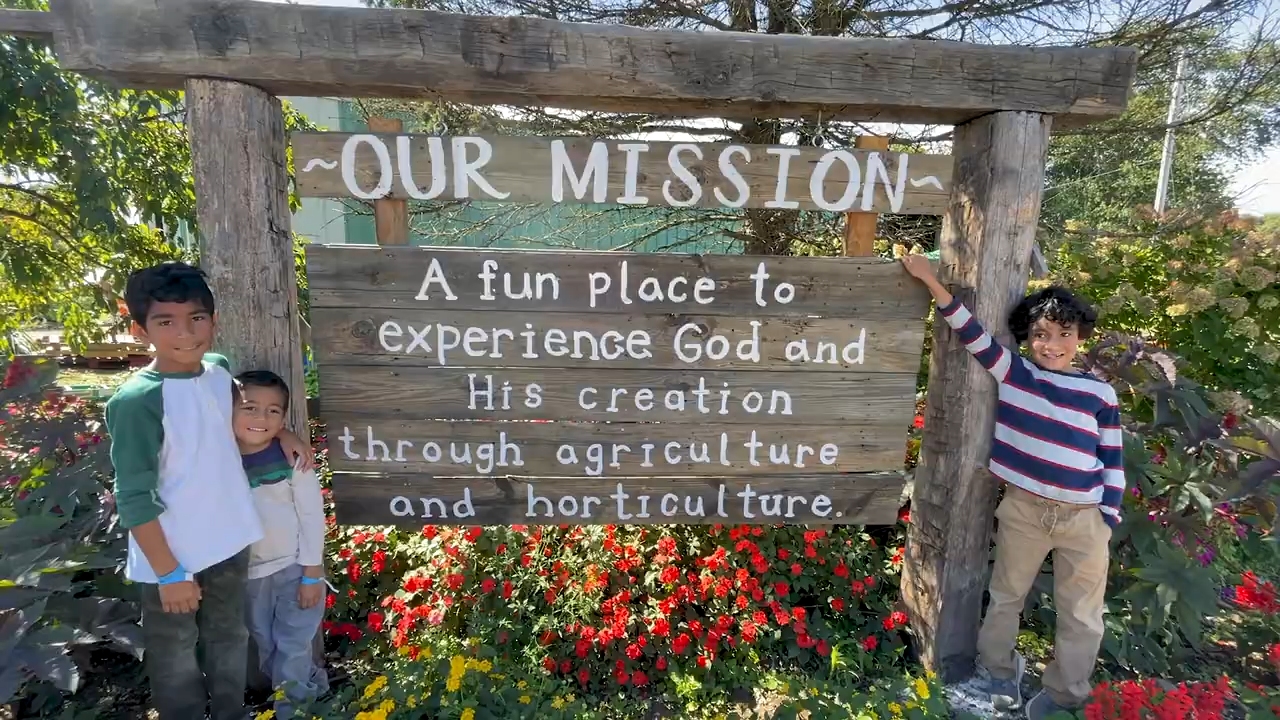 ~OUR MISSION~
A fun place to
experience God and
His creation
through agriculture
and horticulture.